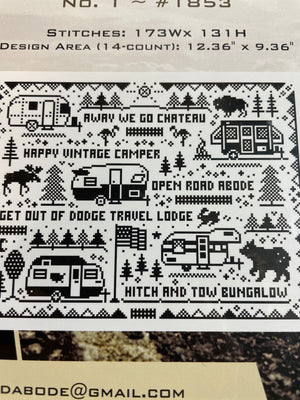 No. 1 ~ #1853
Stitches: 173W x 131H
Design Area (14-count): 12.36" x 9.36"
AWAY WE GO CHATEAU
HAPPY VINTAGE CAMPER
OPEN ROAD ABODE
GET OUT OF DODGE TRAVEL LODGE
HITCH AND TOW BUNGALOW
DABODE@GMAIL.COM